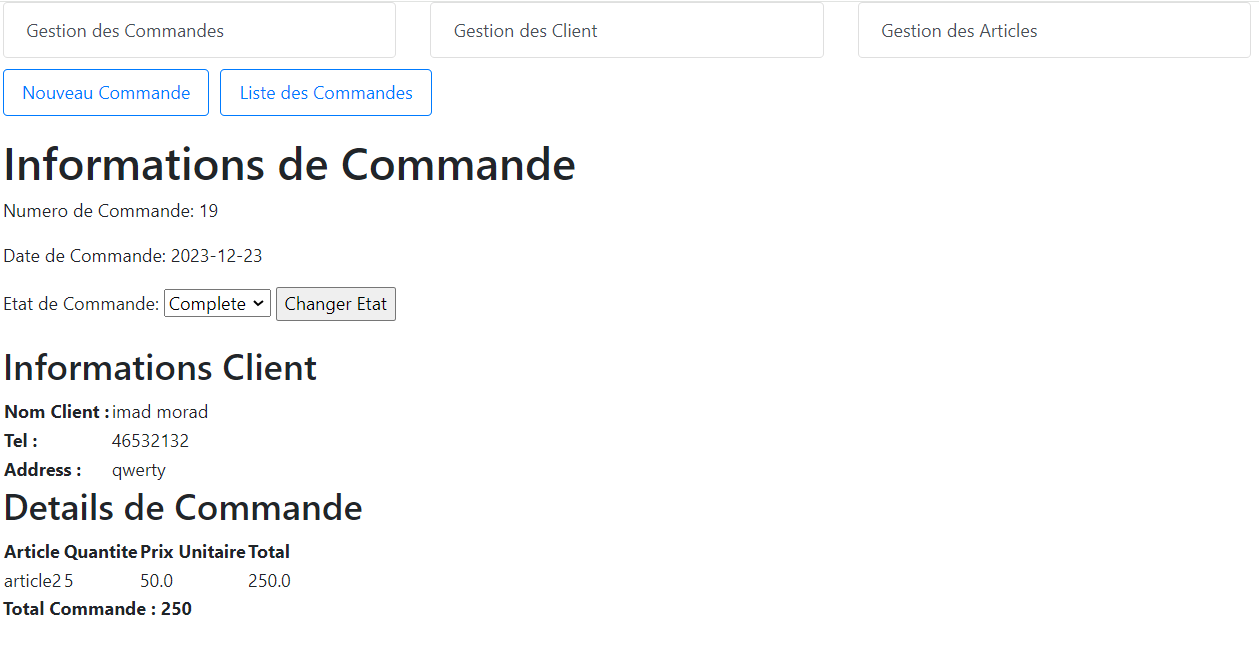 Gestion des Commandes Gestion des Client Gestion des Articles
Nouveau Commande Liste des Commandes
Informations de Commande
Numero de Commande: 19
Date de Commande: 2023-12-23
Etat de Commande: Complete Changer Etat
Informations Client
Nom Client : imad morad
Tel : 46532132
Address : qwerty
Details de Commande
Article Quantite Prix Unitaire Total
article2 5 50.0 250.0
Total Commande : 250